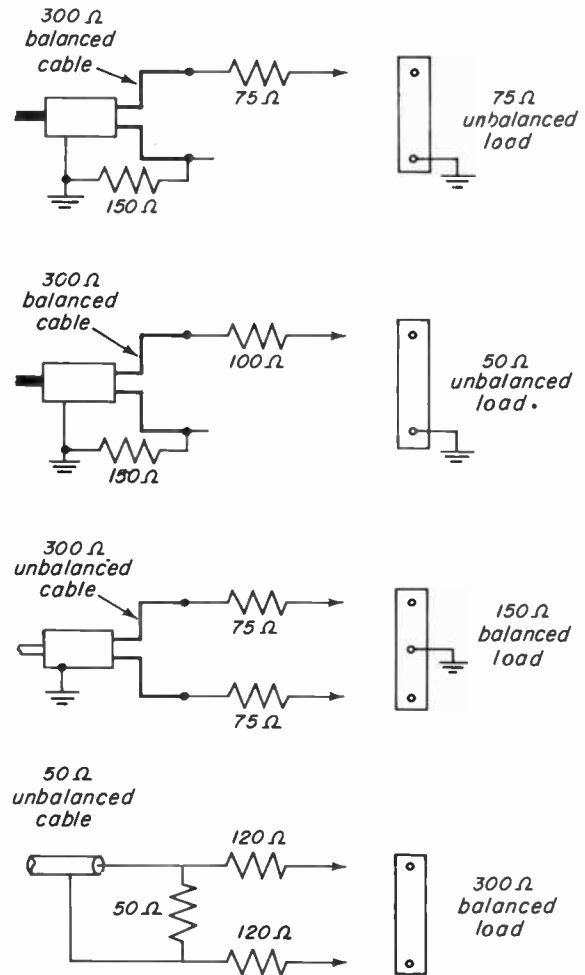 300 Ω
balanced
cable
75 Ω
150 Ω
75 Ω
unbalanced
load
300 Ω
balanced
cable
100 Ω
150 Ω
50 Ω
unbalanced
load.
300 Ω
unbalanced
cable
75 Ω
75 Ω
150 Ω
balanced
load
50 Ω
unbalanced
cable
120 Ω
50 Ω
120 Ω
300 Ω
balanced
load